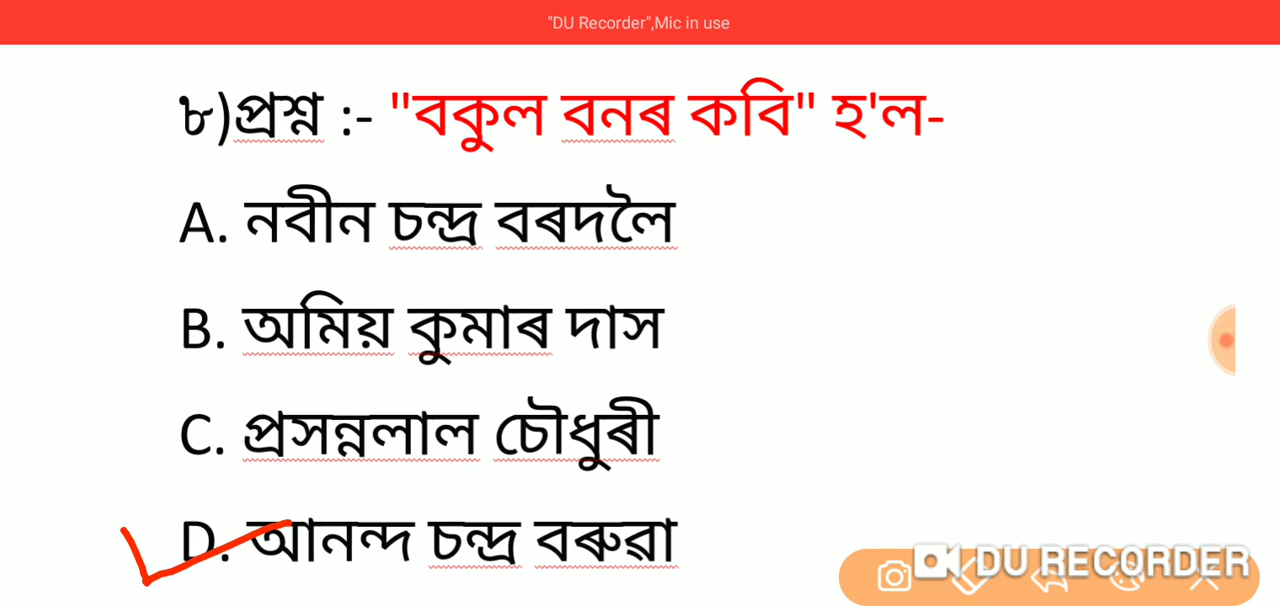 "DU Recorder",Mic in use
৮)প্ৰশ্ন :- "বকুল বনৰ কবি" হ'ল-
A. নবীন চন্দ্ৰ বৰদলৈ
B. অমিয় কুমাৰ দাস
C. প্ৰসন্নলাল চৌধুৰী
D. আনন্দ চন্দ্ৰ বৰুৱা
DU RECORDER